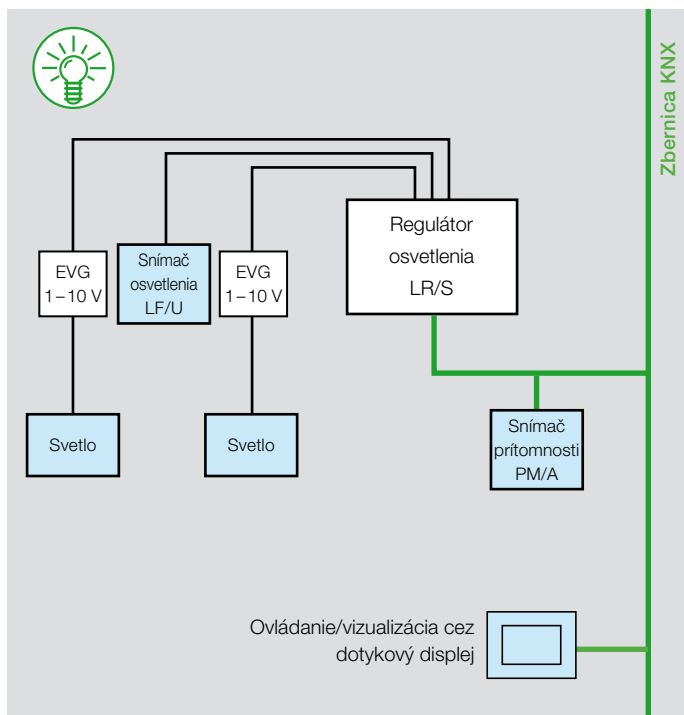 Zbernica KNX
Regulátor
osvetlenia
LR/S
EVG
1–10 V
Snímač
osvetlenia
LF/U
EVG
1–10 V
Svetlo
Svetlo
Snímač
prítomnosti
PM/A
Ovládanie/vizualizácia cez
dotykový displej